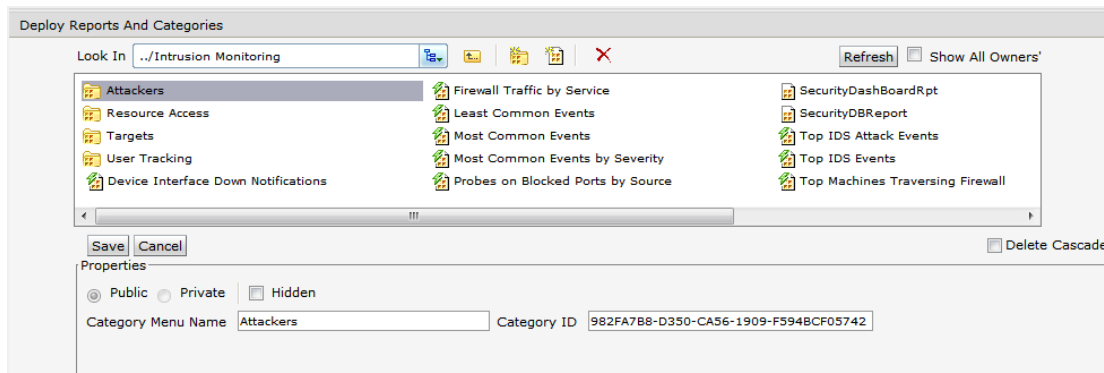 Deploy Reports And Categories
Look In ../Intrusion Monitoring Refresh Show All Owners'
Attackers Firewall Traffic by Service SecurityDashBoardRpt
Resource Access Least Common Events SecurityDBReport
Targets Most Common Events Top IDS Attack Events
User Tracking Most Common Events by Severity Top IDS Events
Device Interface Down Notifications Probes on Blocked Ports by Source Top Machines Traversing Firewall
Save Cancel Delete Cascade
Properties
Public Private Hidden
Category Menu Name Attackers Category ID 982FA7B8-D350-CA56-1909-F594BCF05742